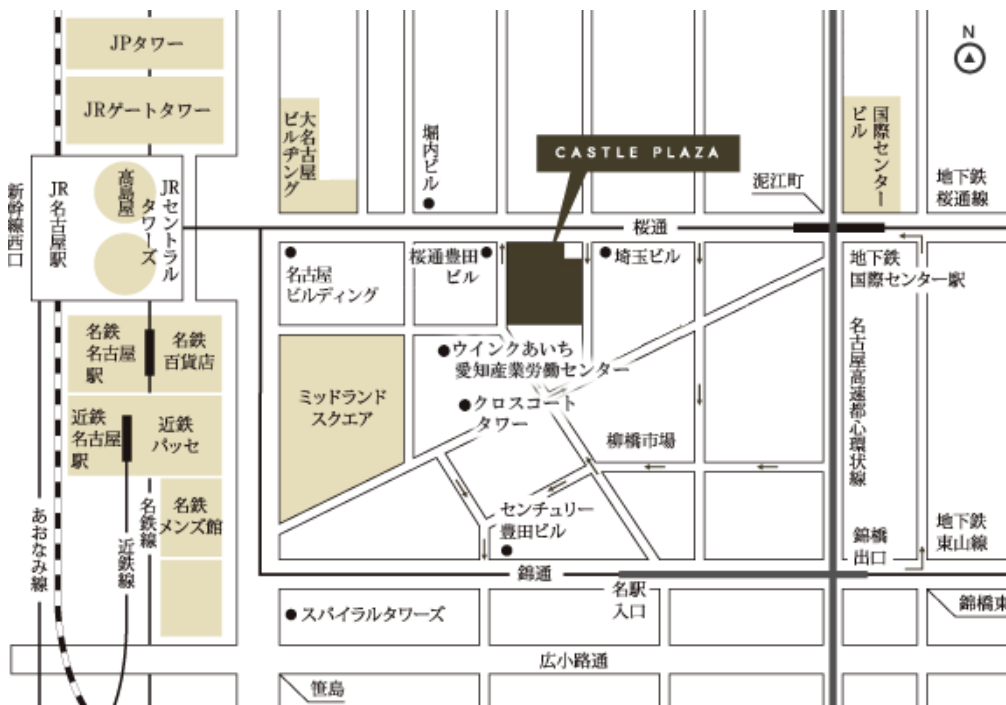 JPタワー
JRゲートタワー
大名古屋
ビルヂング
堀内ビル
CASTLE PLAZA
泥江町
国際センター
ビル
N
地下鉄
桜通線
新幹線西口
JR名古屋駅
高島屋
JRセントラル
タワーズ
桜通
名古屋
ビルディング
桜通豊田
ビル
埼玉ビル
地下鉄
国際センター駅
名鉄
名古屋
駅
名鉄
百貨店
ミッドランド
スクエア
ウインクあいち
愛知産業労働センター
クロスコート
タワー
名古屋高速都心環状線
近鉄
名古屋
駅
近鉄
パッセ
柳橋市場
名鉄
メンズ館
センチュリー
豊田ビル
あおなみ線
近鉄線
名鉄線
錦橋
出口
地下鉄
東山線
錦通
名駅
入口
スパイラルタワーズ
錦橋東
広小路通
笹島